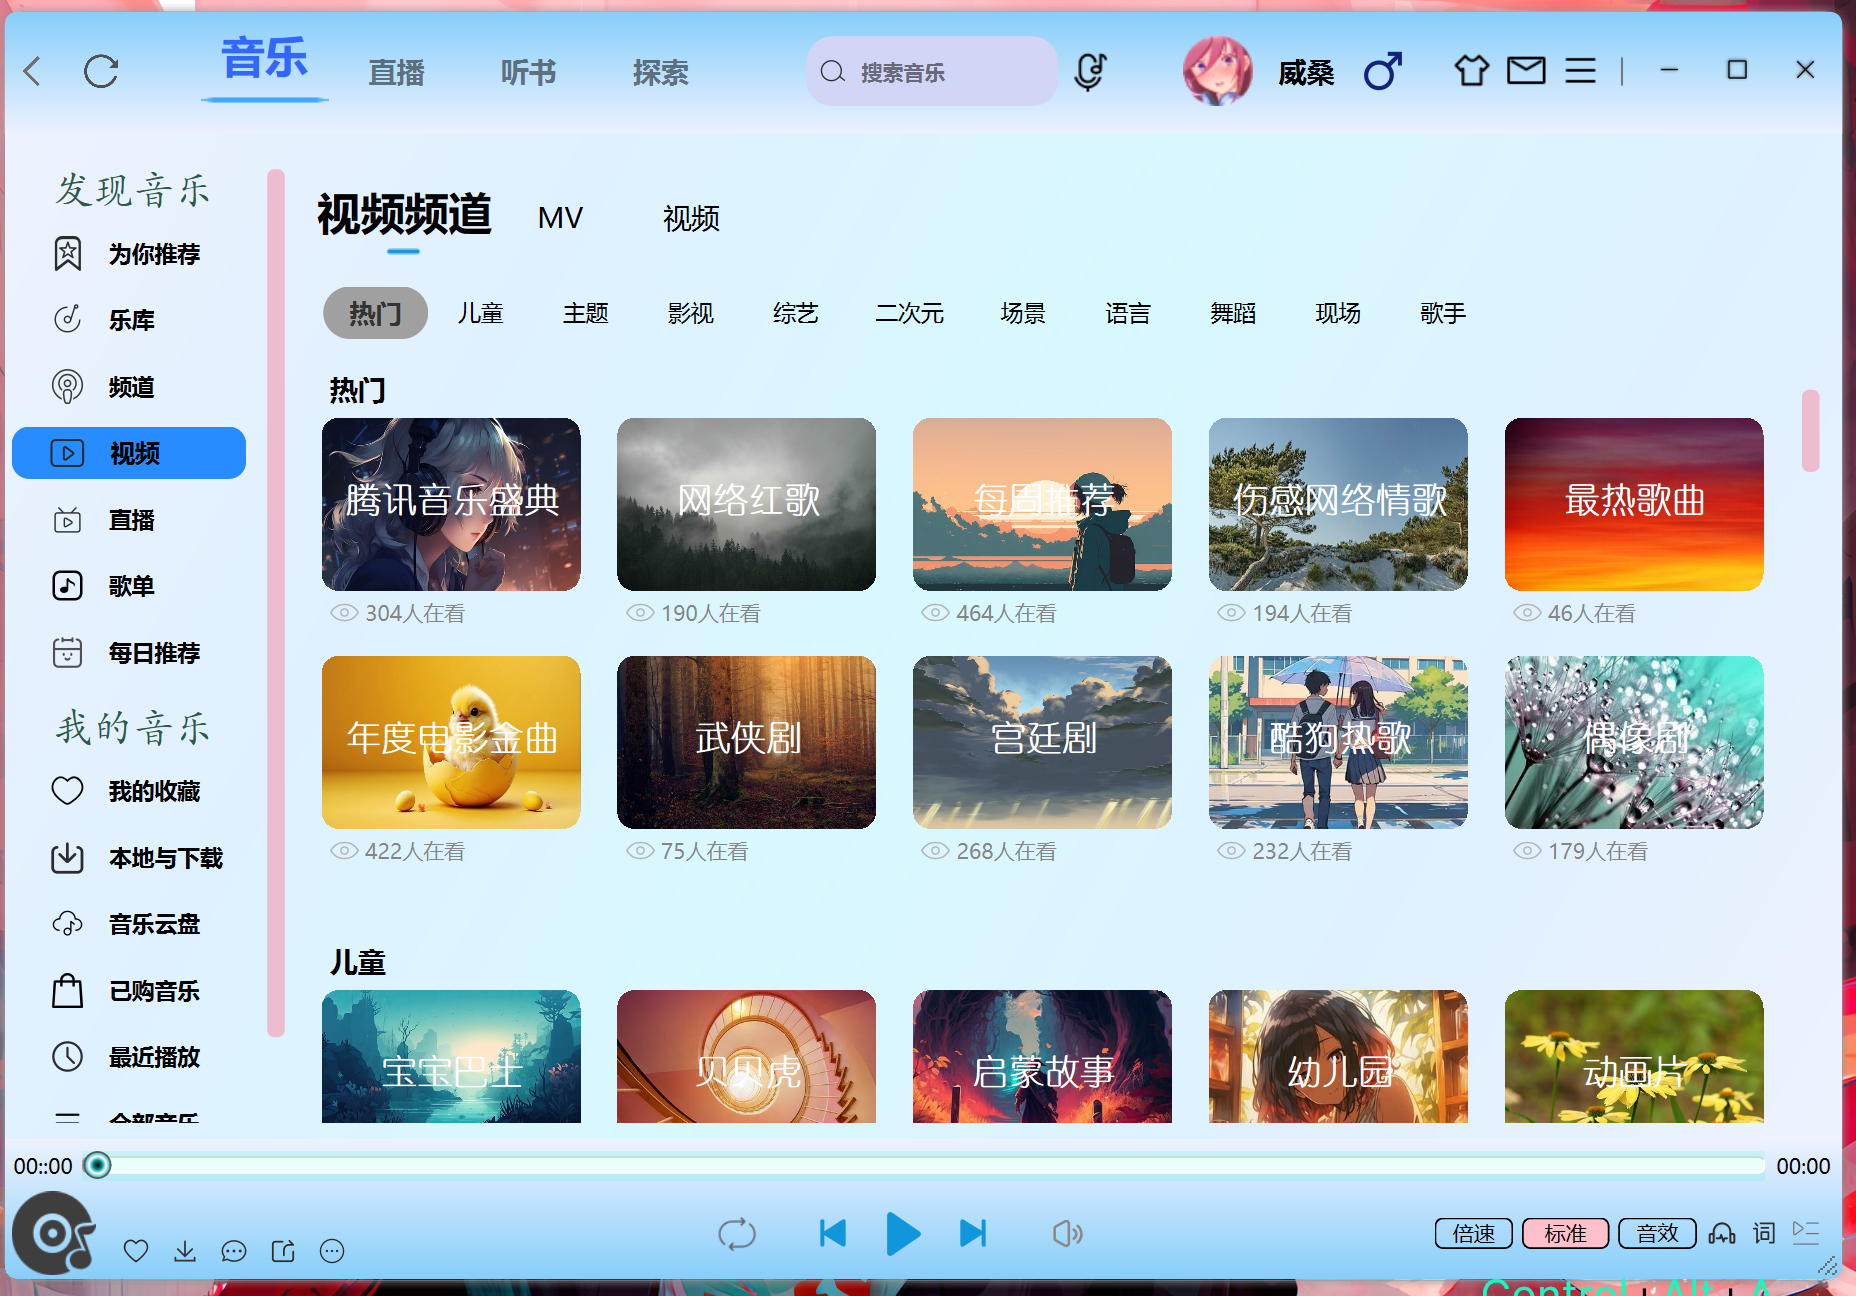 音乐
直播
听书
探索
搜索音乐
威桑
发现音乐
为你推荐
乐库
频道
视频
直播
歌单
每日推荐
我的音乐
我的收藏
本地与下载
音乐云盘
已购音乐
最近播放
全部音乐
视频频道
MV
视频
热门 儿童 主题 影视 综艺 二次元 场景 语言 舞蹈 现场 歌手
热门
腾讯音乐盛典
网络红歌
每周推荐
伤感网络情歌
最热歌曲
304人在看
190人在看
464人在看
194人在看
46人在看
年度电影金曲
武侠剧
宫廷剧
酷狗热歌
偶像剧
422人在看
75人在看
268人在看
232人在看
179人在看
儿童
宝宝巴士
贝贝虎
启蒙故事
幼儿园
动画片
00::00
00:00
倍速
标准
音效
词
Control+Alt+A